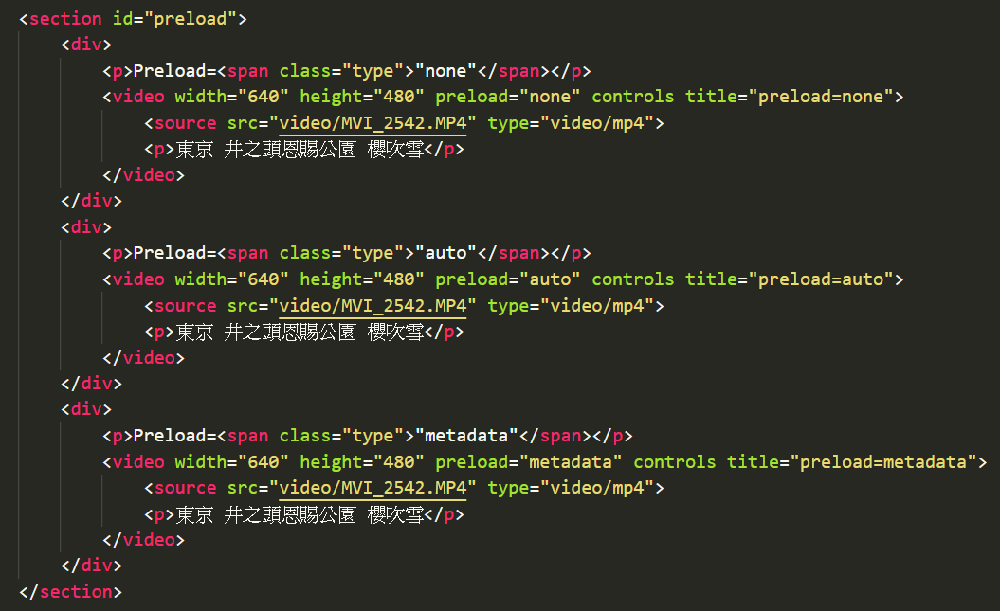 <section id="preload">
<div>
<p>Preload=<span class="type">"none"</span></p>
<video width="640" height="480" preload="none" controls title="preload=none">
<source src="video/MVI_2542.MP4" type="video/mp4">
<p>東京 井之頭恩賜公園 櫻吹雪</p>
</video>
</div>
<div>
<p>Preload=<span class="type">"auto"</span></p>
<video width="640" height="480" preload="auto" controls title="preload=auto">
<source src="video/MVI_2542.MP4" type="video/mp4">
<p>東京 井之頭恩賜公園 櫻吹雪</p>
</video>
</div>
<div>
<p>Preload=<span class="type">"metadata"</span></p>
<video width="640" height="480" preload="metadata" controls title="preload=metadata">
<source src="video/MVI_2542.MP4" type="video/mp4">
<p>東京 井之頭恩賜公園 櫻吹雪</p>
</video>
</div>
</section>